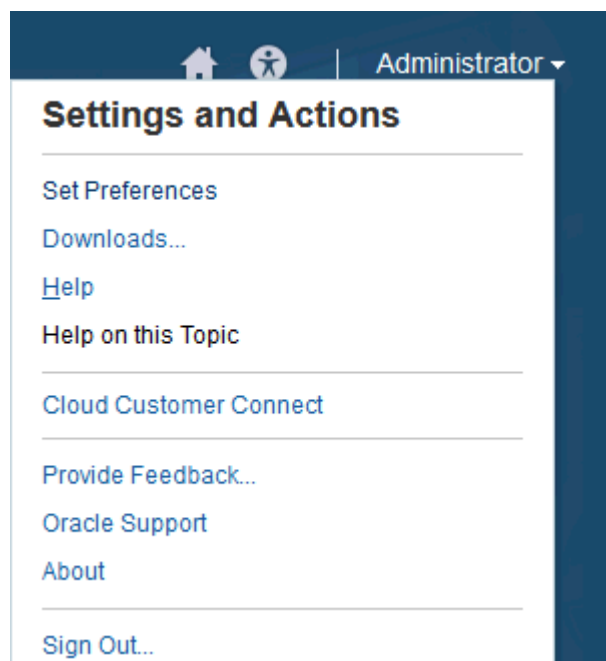 Administrator
Settings and Actions
Set Preferences
Downloads...
Help
Help on this Topic
Cloud Customer Connect
Provide Feedback...
Oracle Support
About
Sign Out...